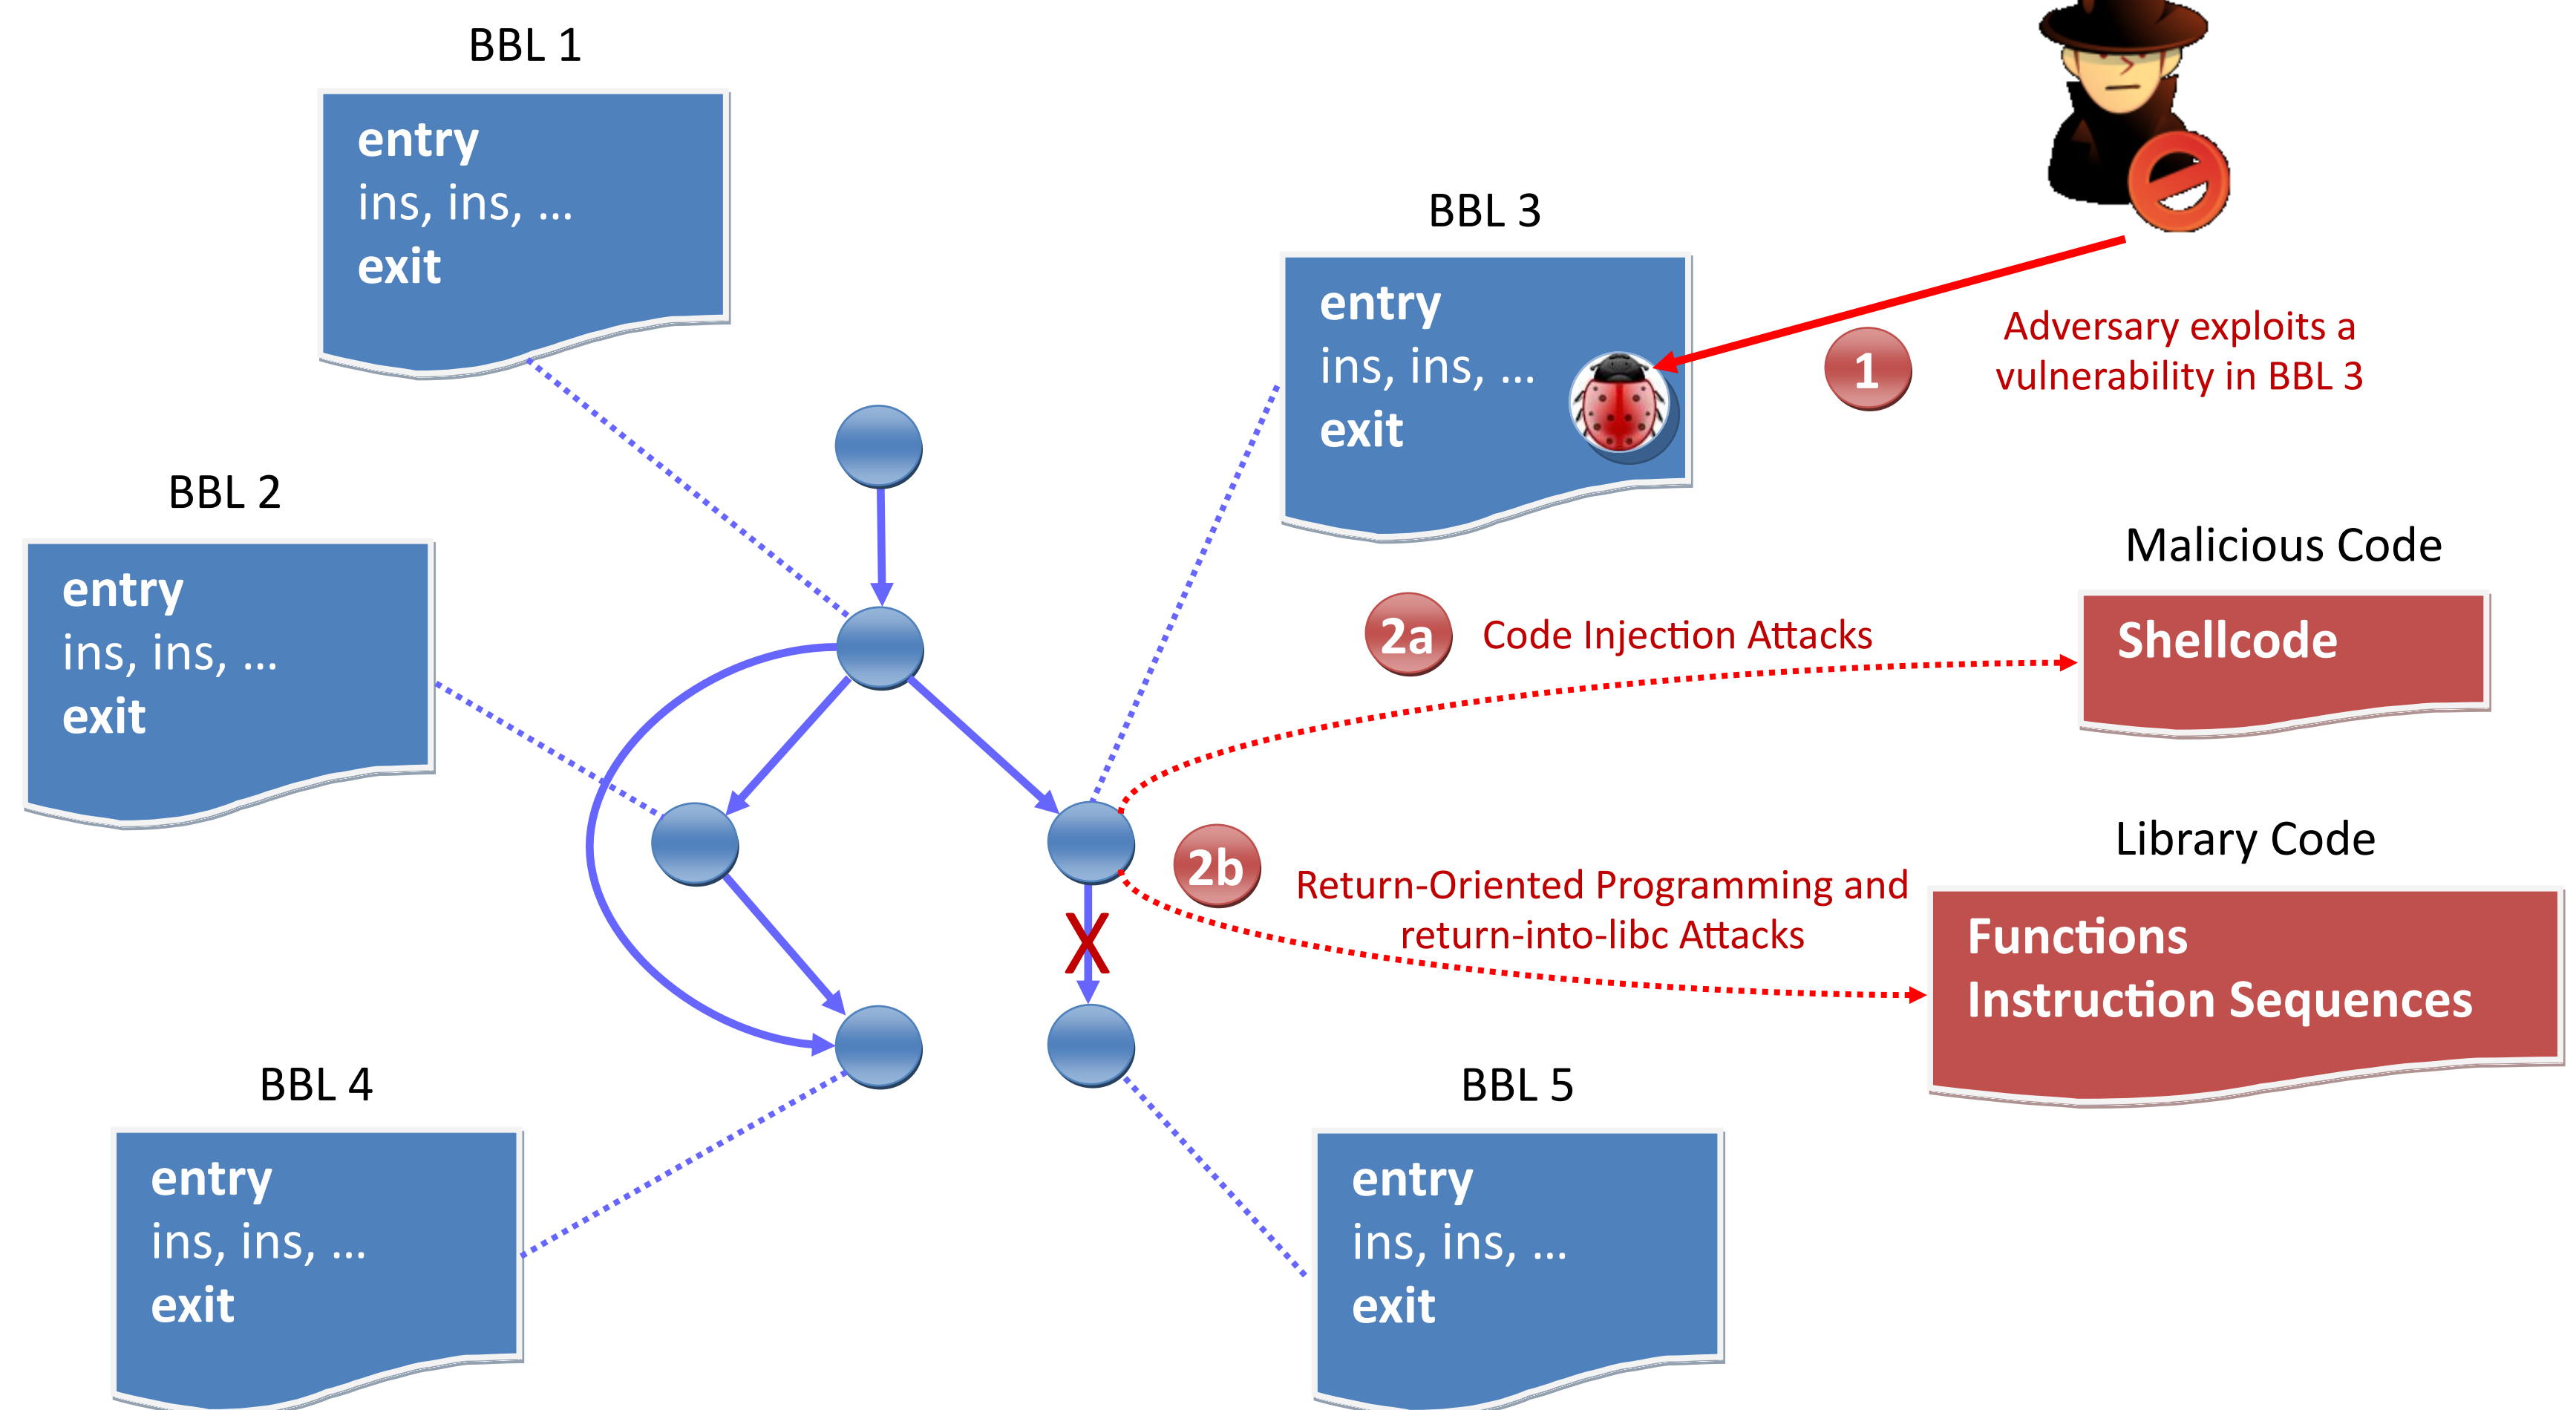 BBL 1
entry
ins, ins, ...
exit
BBL 2
entry
ins, ins, ...
exit
BBL 3
entry
ins, ins, ...
exit
1
Adversary exploits a
vulnerability in BBL 3
2a
Code Injection Attacks
Malicious Code
Shellcode
2b
Return-Oriented Programming and
return-into-libc Attacks
Library Code
Functions
Instruction Sequences
X
BBL 4
entry
ins, ins, ...
exit
BBL 5
entry
ins, ins, ...
exit